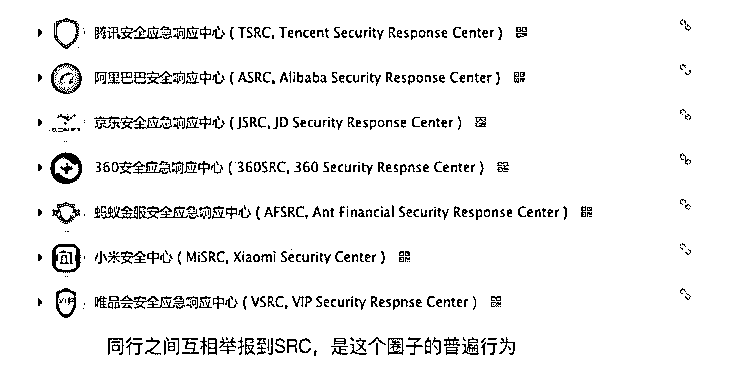 腾讯安全应急响应中心 ( TSRC, Tencent Security Response Center )
阿里巴巴安全响应中心 ( ASRC, Alibaba Security Response Center )
京东安全应急响应中心 ( JSRC, JD Security Response Center )
360安全应急响应中心 ( 360SRC, 360 Security Respnse Center )
蚂蚁金服安全应急响应中心 ( AFSRC, Ant Financial Security Response Center )
小米安全中心 ( MiSRC, Xiaomi Security Center )
唯品会安全应急响应中心 ( VSRC, VIP Security Respnse Center )
同行之间互相举报到SRC，是这个圈子的普遍行为